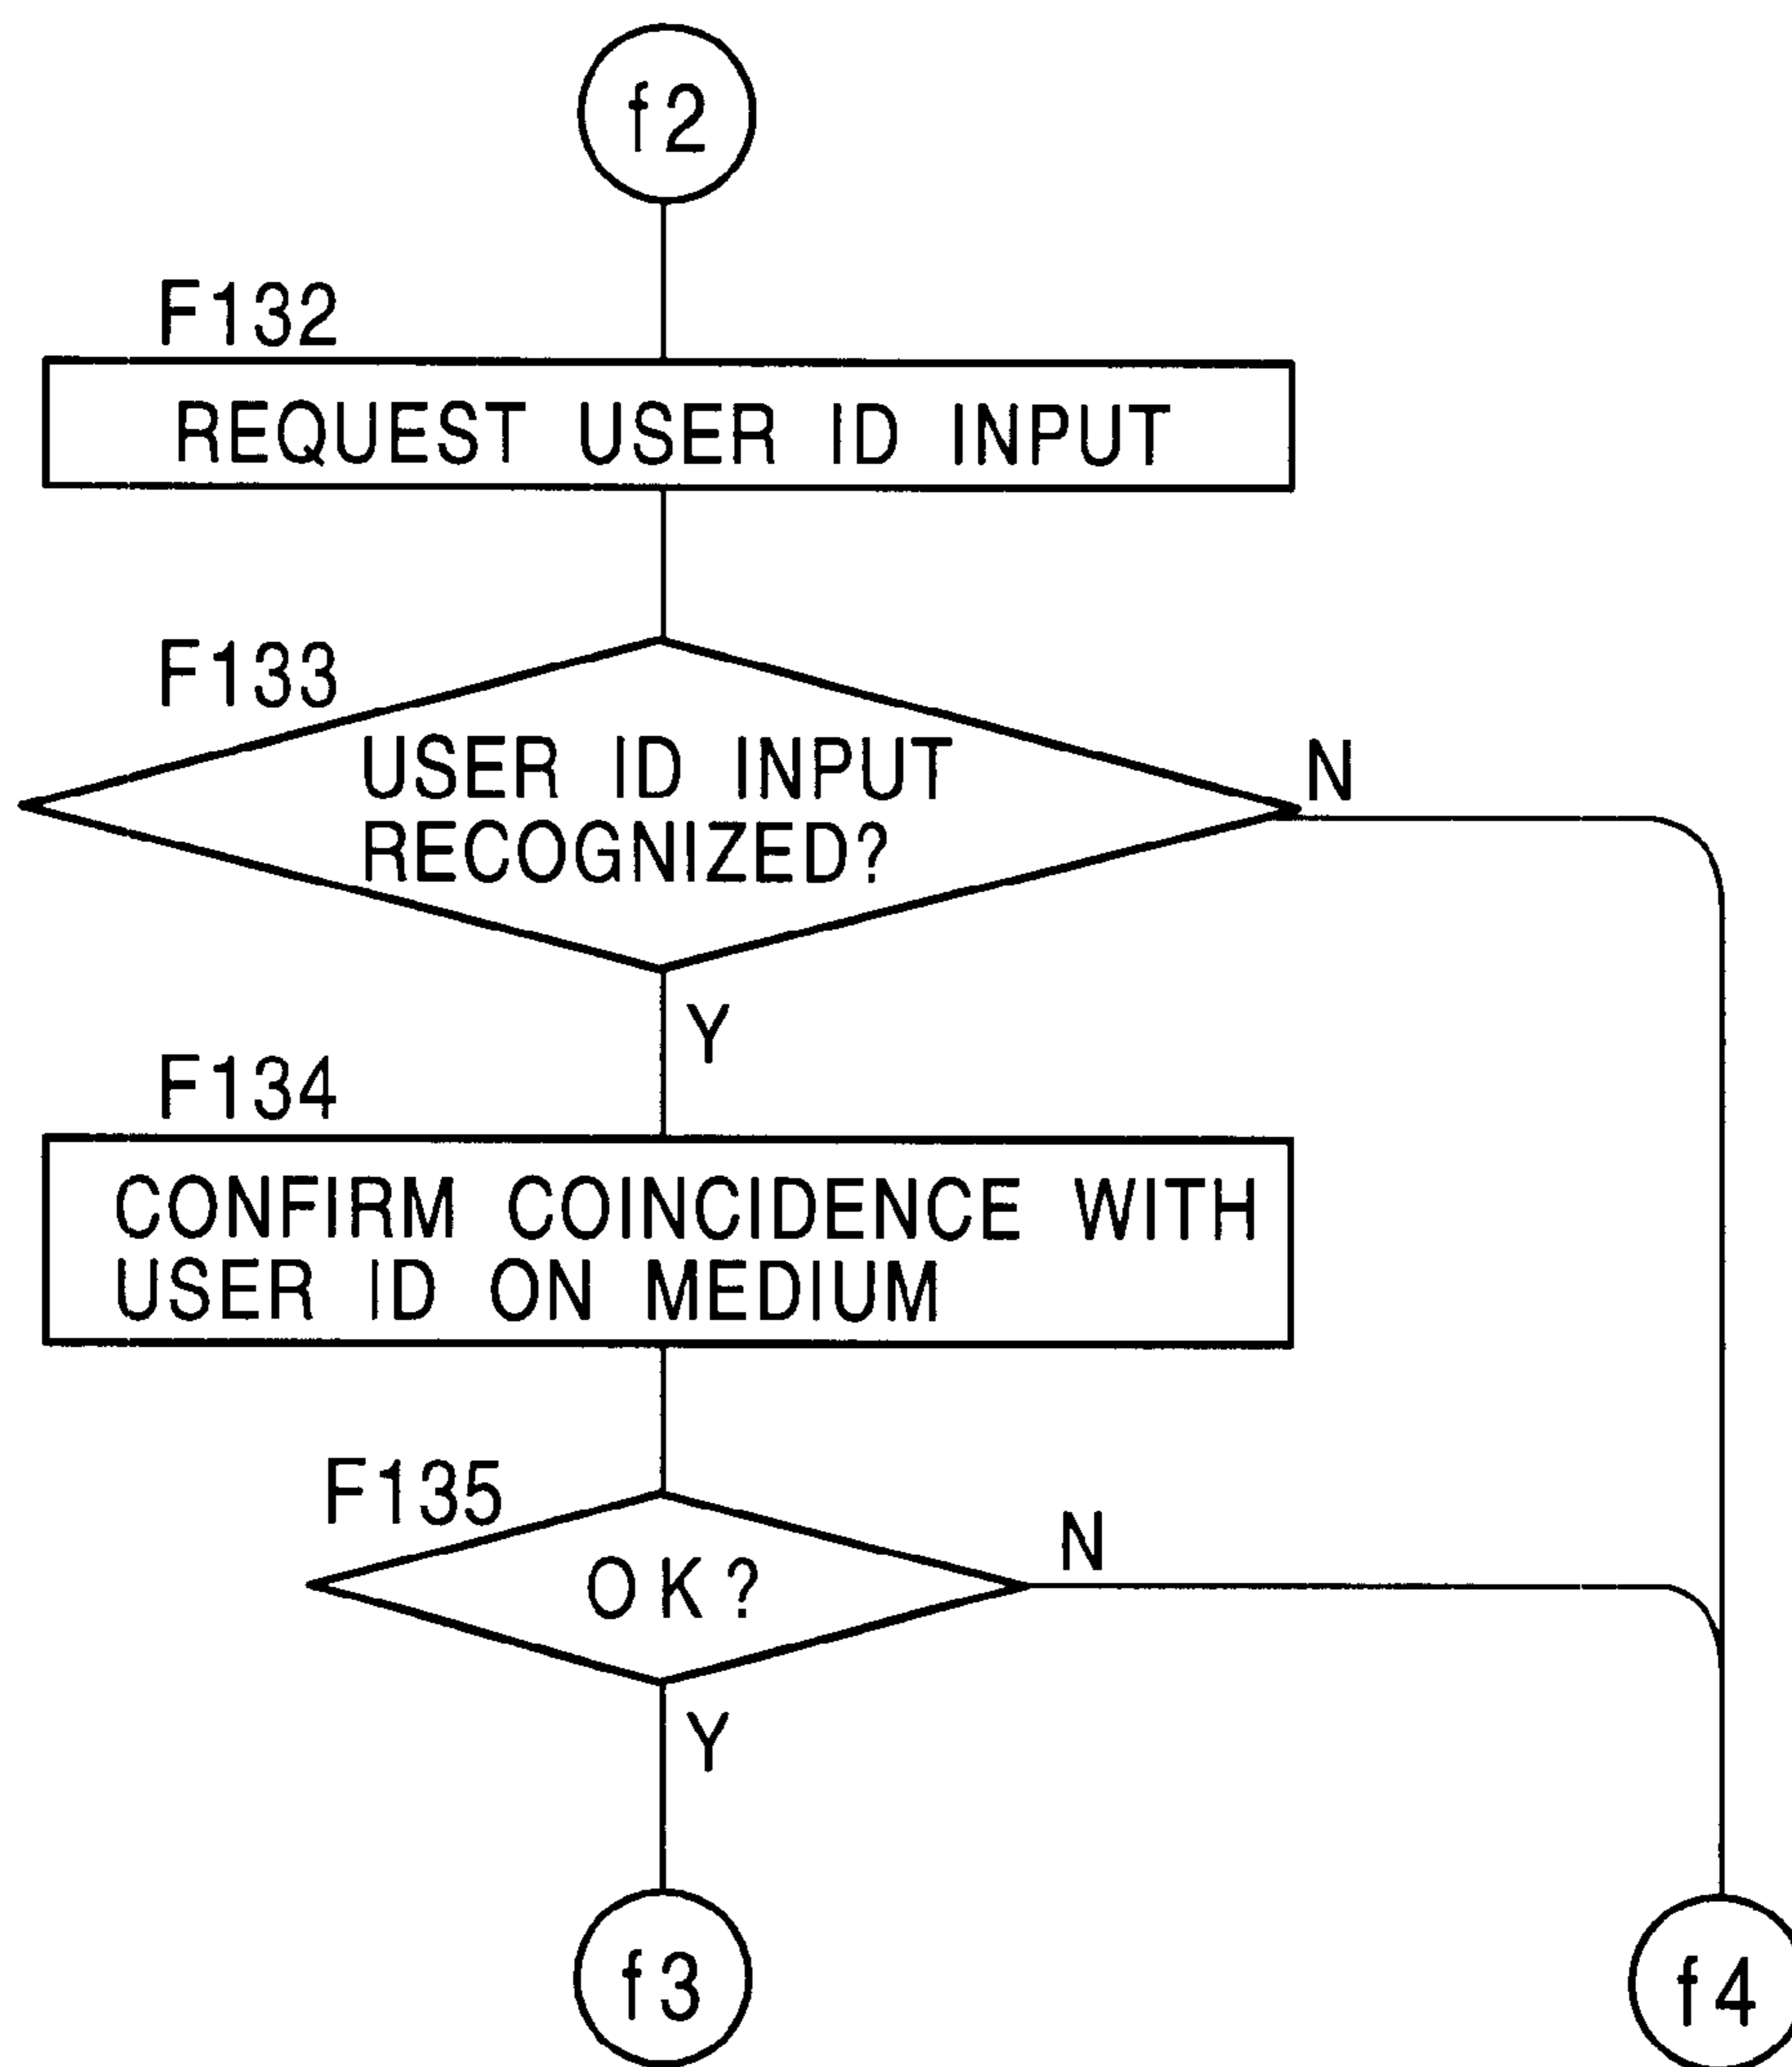 f2
F132
REQUEST USER ID INPUT
F133
USER ID INPUT
RECOGNIZED?
N
Y
F134
CONFIRM COINCIDENCE WITH
USER ID ON MEDIUM
F135
OK?
N
Y
f3
f4